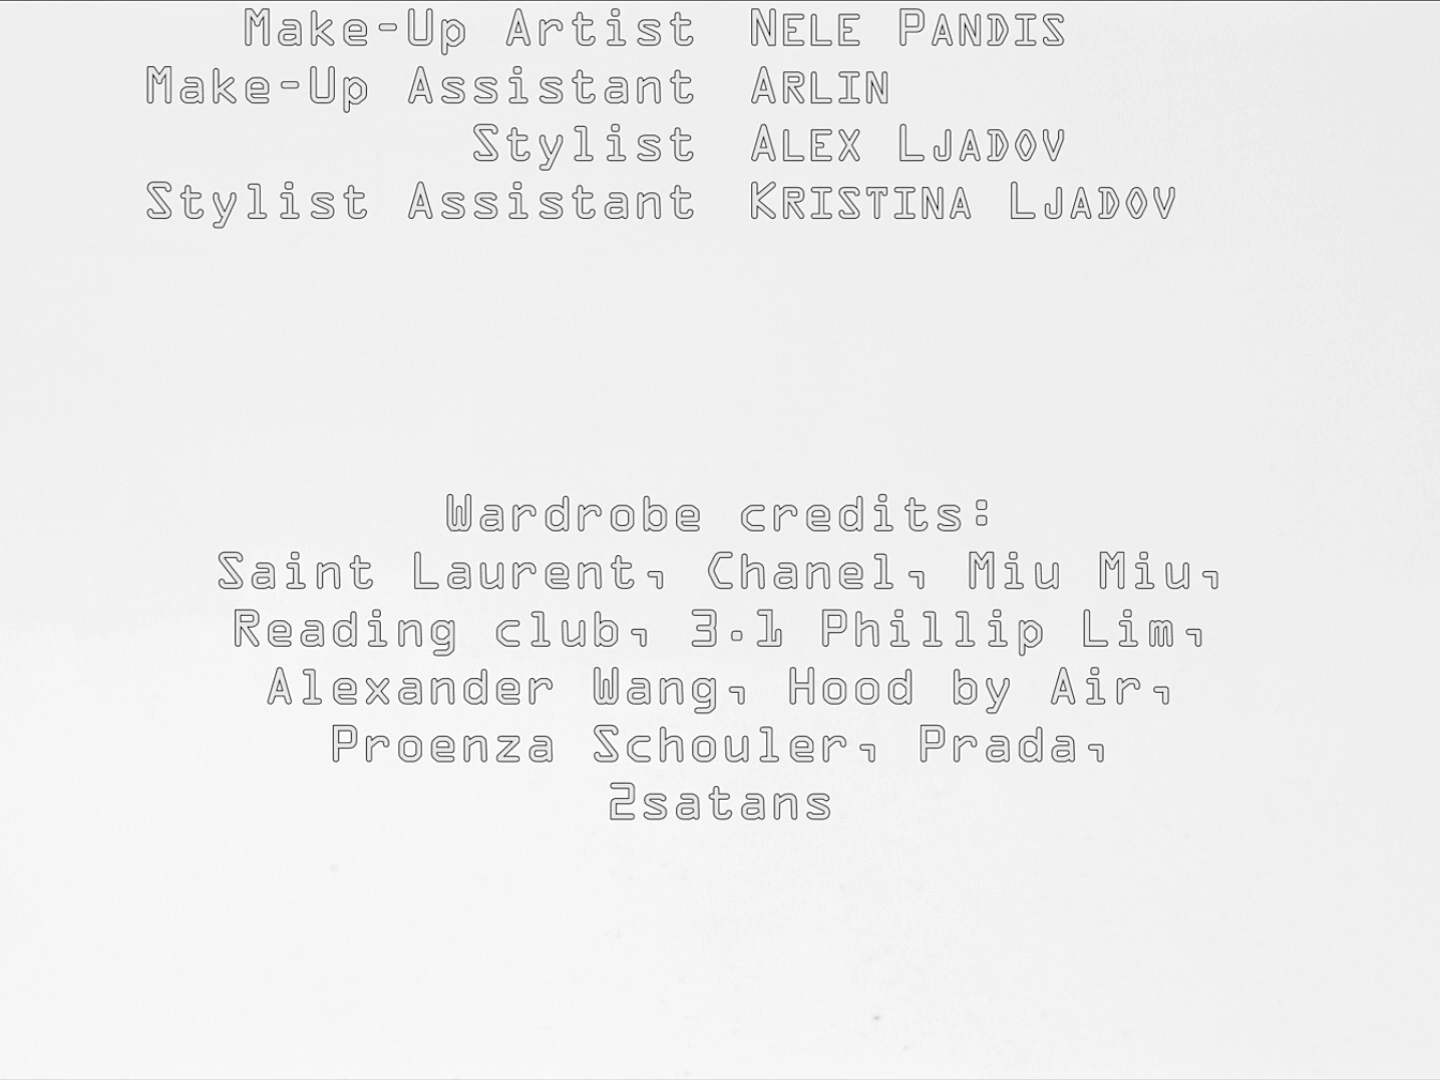 Make-Up Artist NELE PANDIS
Make-Up Assistant ARLIN
Stylist ALEX LJADOV
Stylist Assistant KRISTINA LJADOV
Wardrobe credits:
Saint Laurent, Chanel, Miu Miu,
Reading club, 3.1 Phillip Lim,
Alexander Wang, Hood by Air,
Proenza Schouler, Prada,
2satans